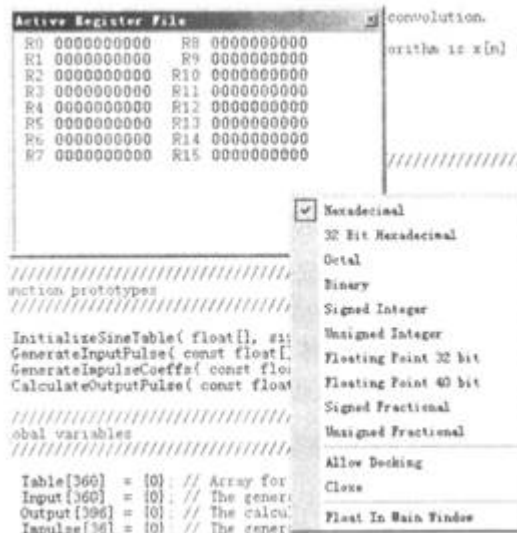 Active Register File
R0 0000000000 R8 0000000000
R1 0000000000 R9 0000000000
R2 0000000000 R10 0000000000
R3 0000000000 R11 0000000000
R4 0000000000 R12 0000000000
R5 0000000000 R13 0000000000
R6 0000000000 R14 0000000000
R7 0000000000 R15 0000000000
convolution.
orithm is x[n]
/////////////
Hexadecimal
32 Bit Hexadecimal
Octal
Binary
Signed Integer
Unsigned Integer
Floating Point 32 bit
Floating Point 40 bit
Signed Fractional
Unsigned Fractional
Allow Docking
Close
Float In Main Window
///////////////////////////////
nction prototypes
///////////////////////////////
InitializeSineTable( float[],
GenerateInputPulse( const float[]
GenerateImpulseCoeffs( const floa
CalculateOutputPulse( const float
///////////////////////////////
obal variables
///////////////////////////////
Table[360] = {0}; // Array for
Input[360] = {0}; // The gener
Output[396] = {0}; // The calcul
Impulse[36] = {0}; // The gener